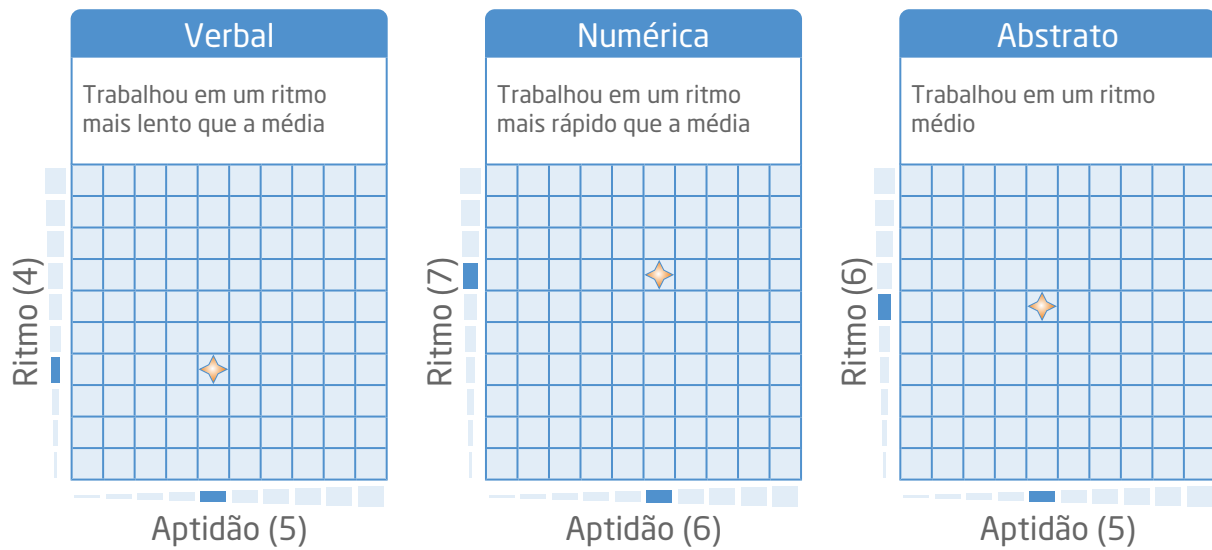 Verbal
Trabalhou em um ritmo
mais lento que a média
Ritmo (4)
Aptidão (5)
Numérica
Trabalhou em um ritmo
mais rápido que a média
Ritmo (7)
Aptidão (6)
Abstrato
Trabalhou em um ritmo
médio
Ritmo (6)
Aptidão (5)